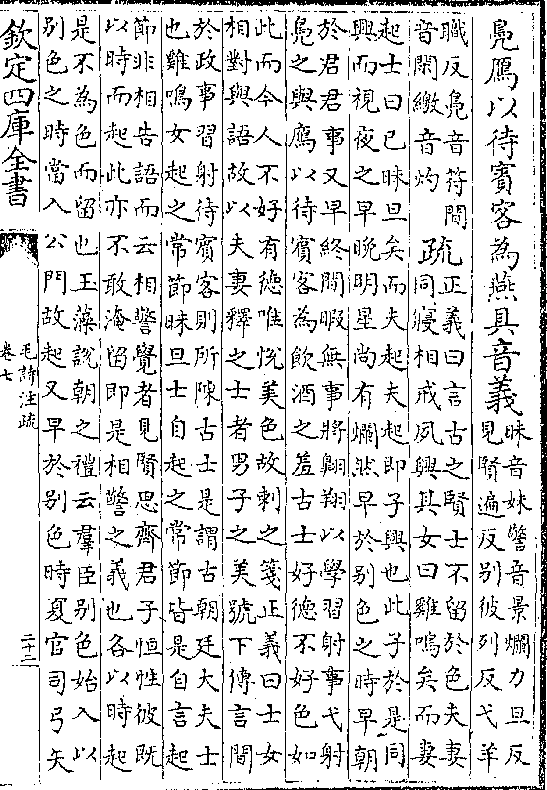 鳬鴈以待賓客為燕具音義
昧音妹警音景爛力旦反
見賢遍反别彼列反弋羊
職反鳬音符閒
音閑繳音灼
疏
正義曰言古之賢士不留於色夫妻
同寢相戒夙興其女曰雞鳴矣而妻
起士曰已昧旦矣而夫起夫起即子興也此子於是同
興而視夜之早晚明星尚有爛然早於别色之時早朝
於君君事又早終閒暇無事將翺翔以學習射事弋射
鳬之與鴈以待賓客為飲酒之羞古士好德不好色如
此而今人不好有德唯悅美色故刺之箋正義曰士女
相對與語故以夫妻釋之士者男子之美號下傳言閒
於政事習射待賓客則所陳古士是謂古朝廷大夫士
也雞鳴女起之常節昧旦士自起之常節皆是自言起
節非相告語而云相警覺者見賢思齊君子恒性彼既
以時而起此亦不敢淹留即是相警之義也各以時起
是不為色而留也玉藻說朝之禮云羣臣别色始入以
别色之時當入公門故起又早於别色時夏官司弓矢
欽定四庫全書
毛詩注疏
卷七
二十二